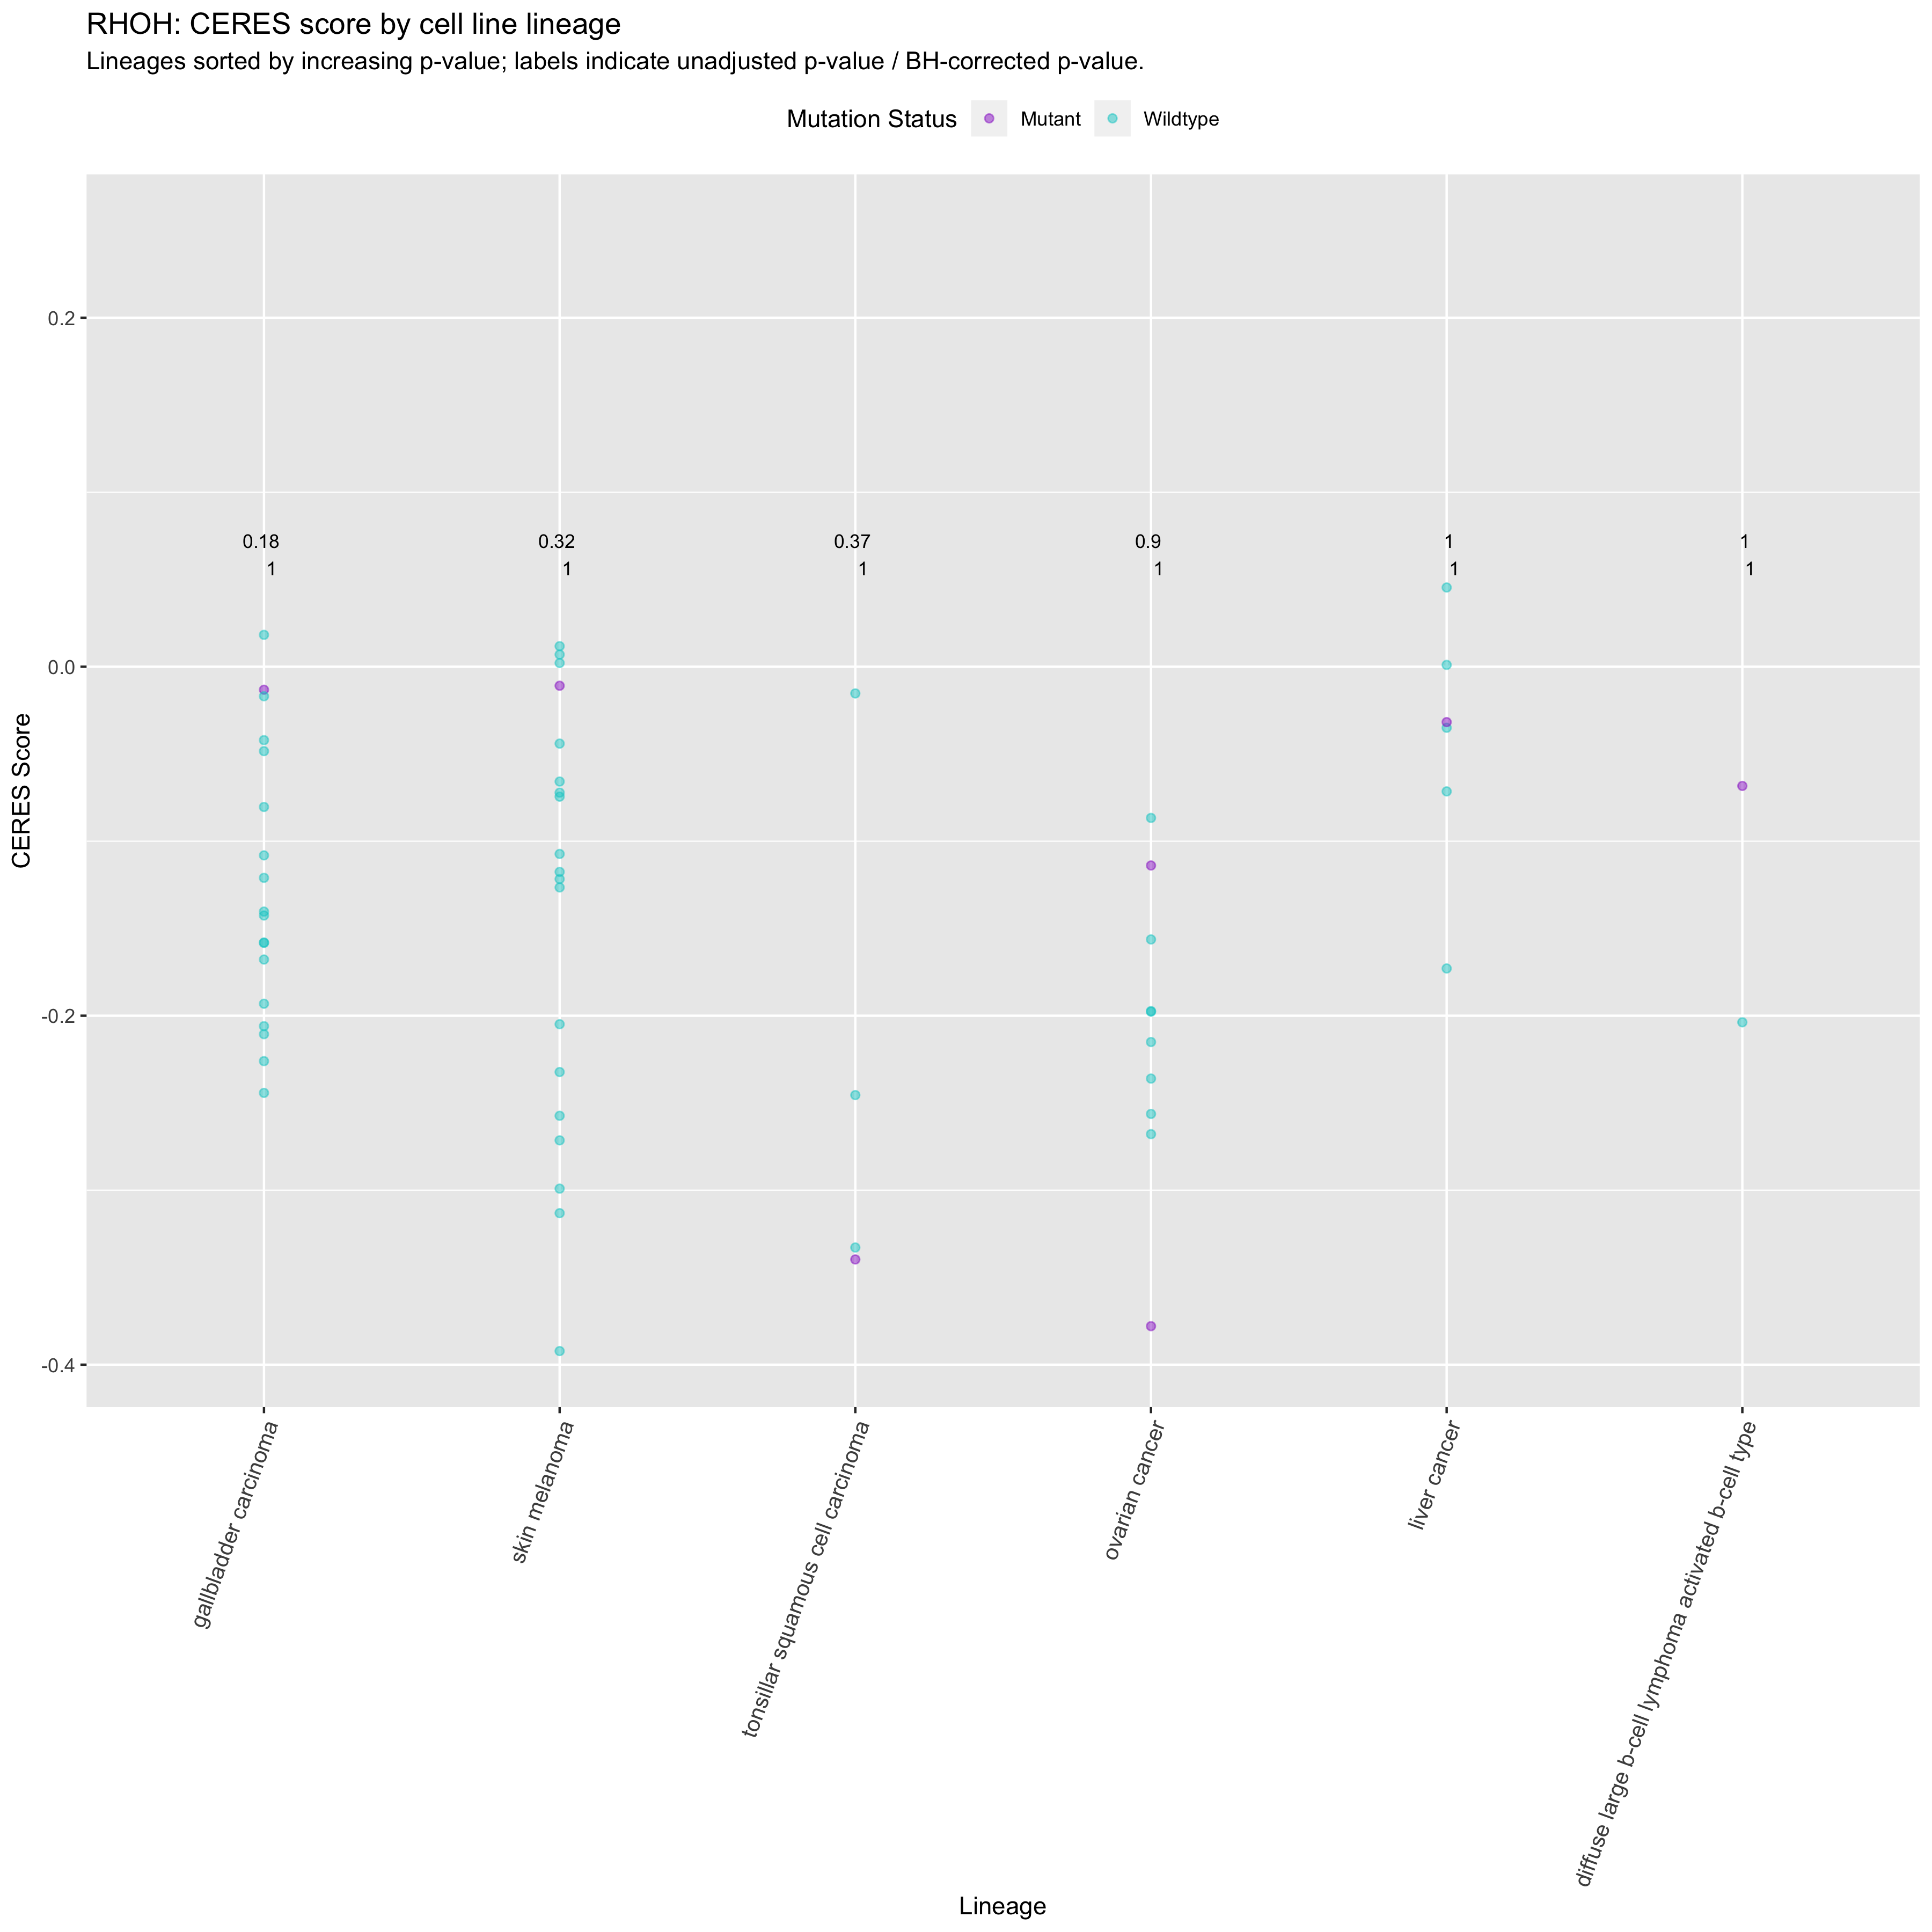 RHOH: CERES score by cell line lineage
Lineages sorted by increasing p-value; labels indicate unadjusted p-value / BH-corrected p-value.
Mutation Status Mutant Wildtype
0.2
0.18 0.32 0.37 0.9 1 1
1 1 1 1 1 1
0.0
CERES Score
-0.2
-0.4
gallbladder carcinoma
skin melanoma
tonsillar squamous cell carcinoma
ovarian cancer
liver cancer
diffuse large b-cell lymphoma activated b-cell type
Lineage